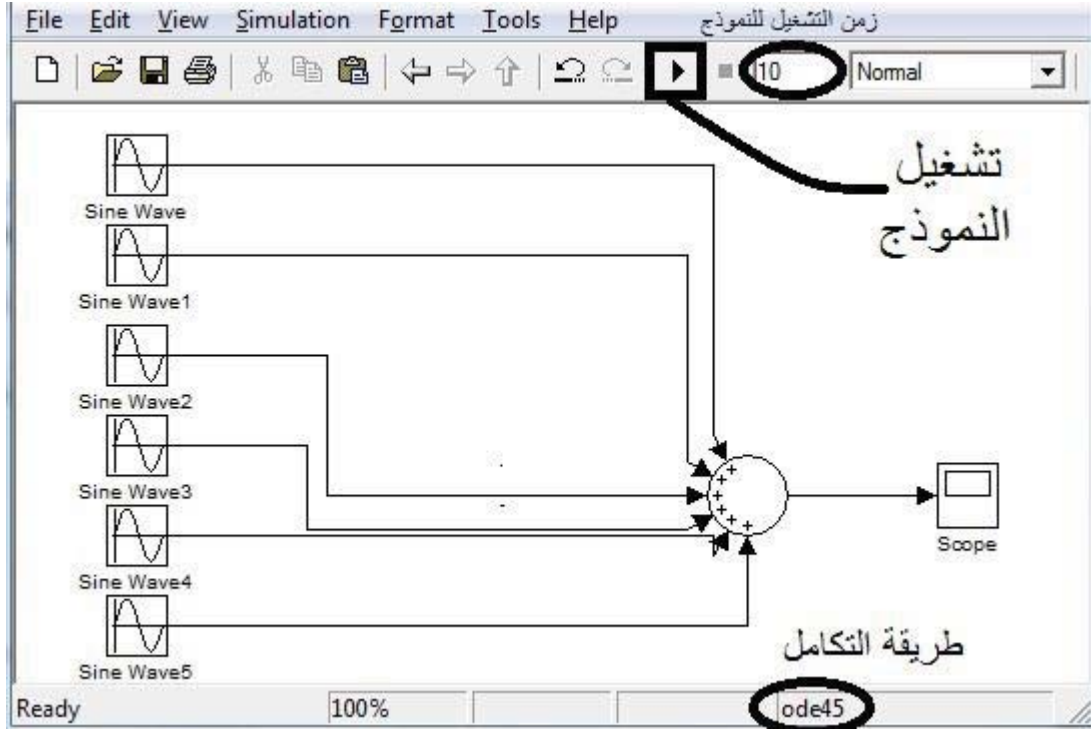 File Edit View Simulation Format Tools Help زمن التشغيل للنموذج
10 Normal
تشغيل
النموذج
Sine Wave
Sine Wave1
Sine Wave2
Sine Wave3
Sine Wave4
Sine Wave5
Scope
طريقة التكامل
Ready 100% ode45